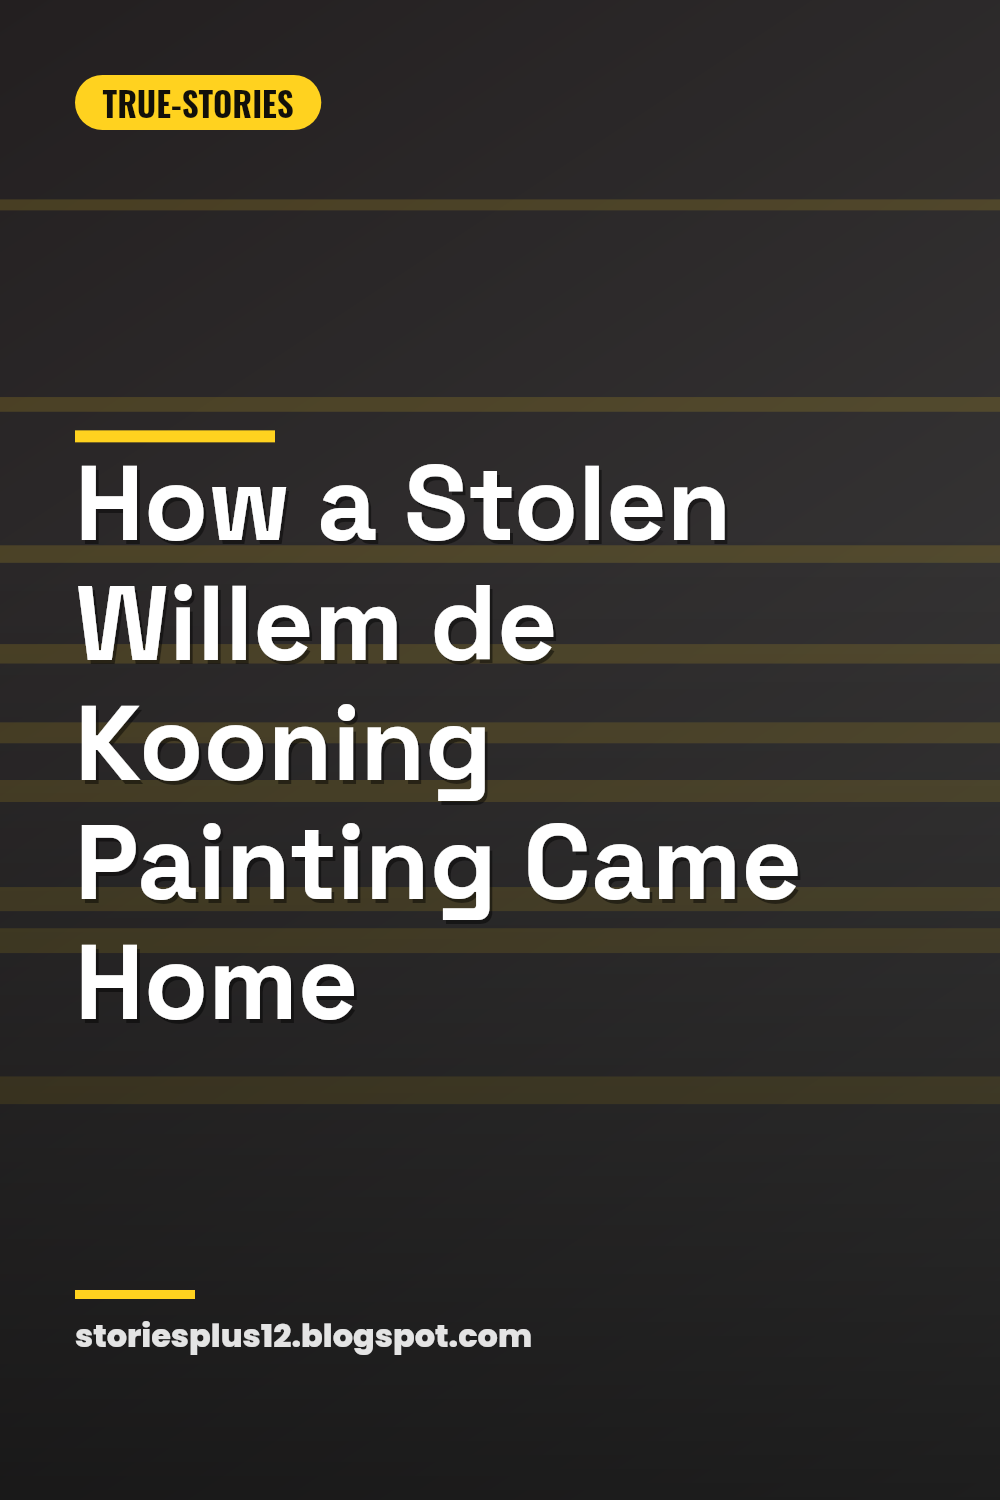 TRUE-STORIES
How a Stolen
Willem de
Kooning
Painting Came
Home
storiesplus12.blogspot.com